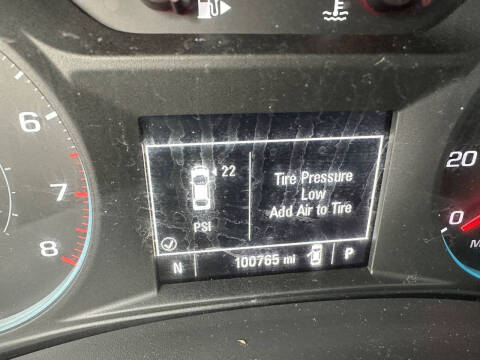 6
7
8
22
PSI
Tire Pressure
Low
Add Air to Tire
N
100765 mi
P
20
0